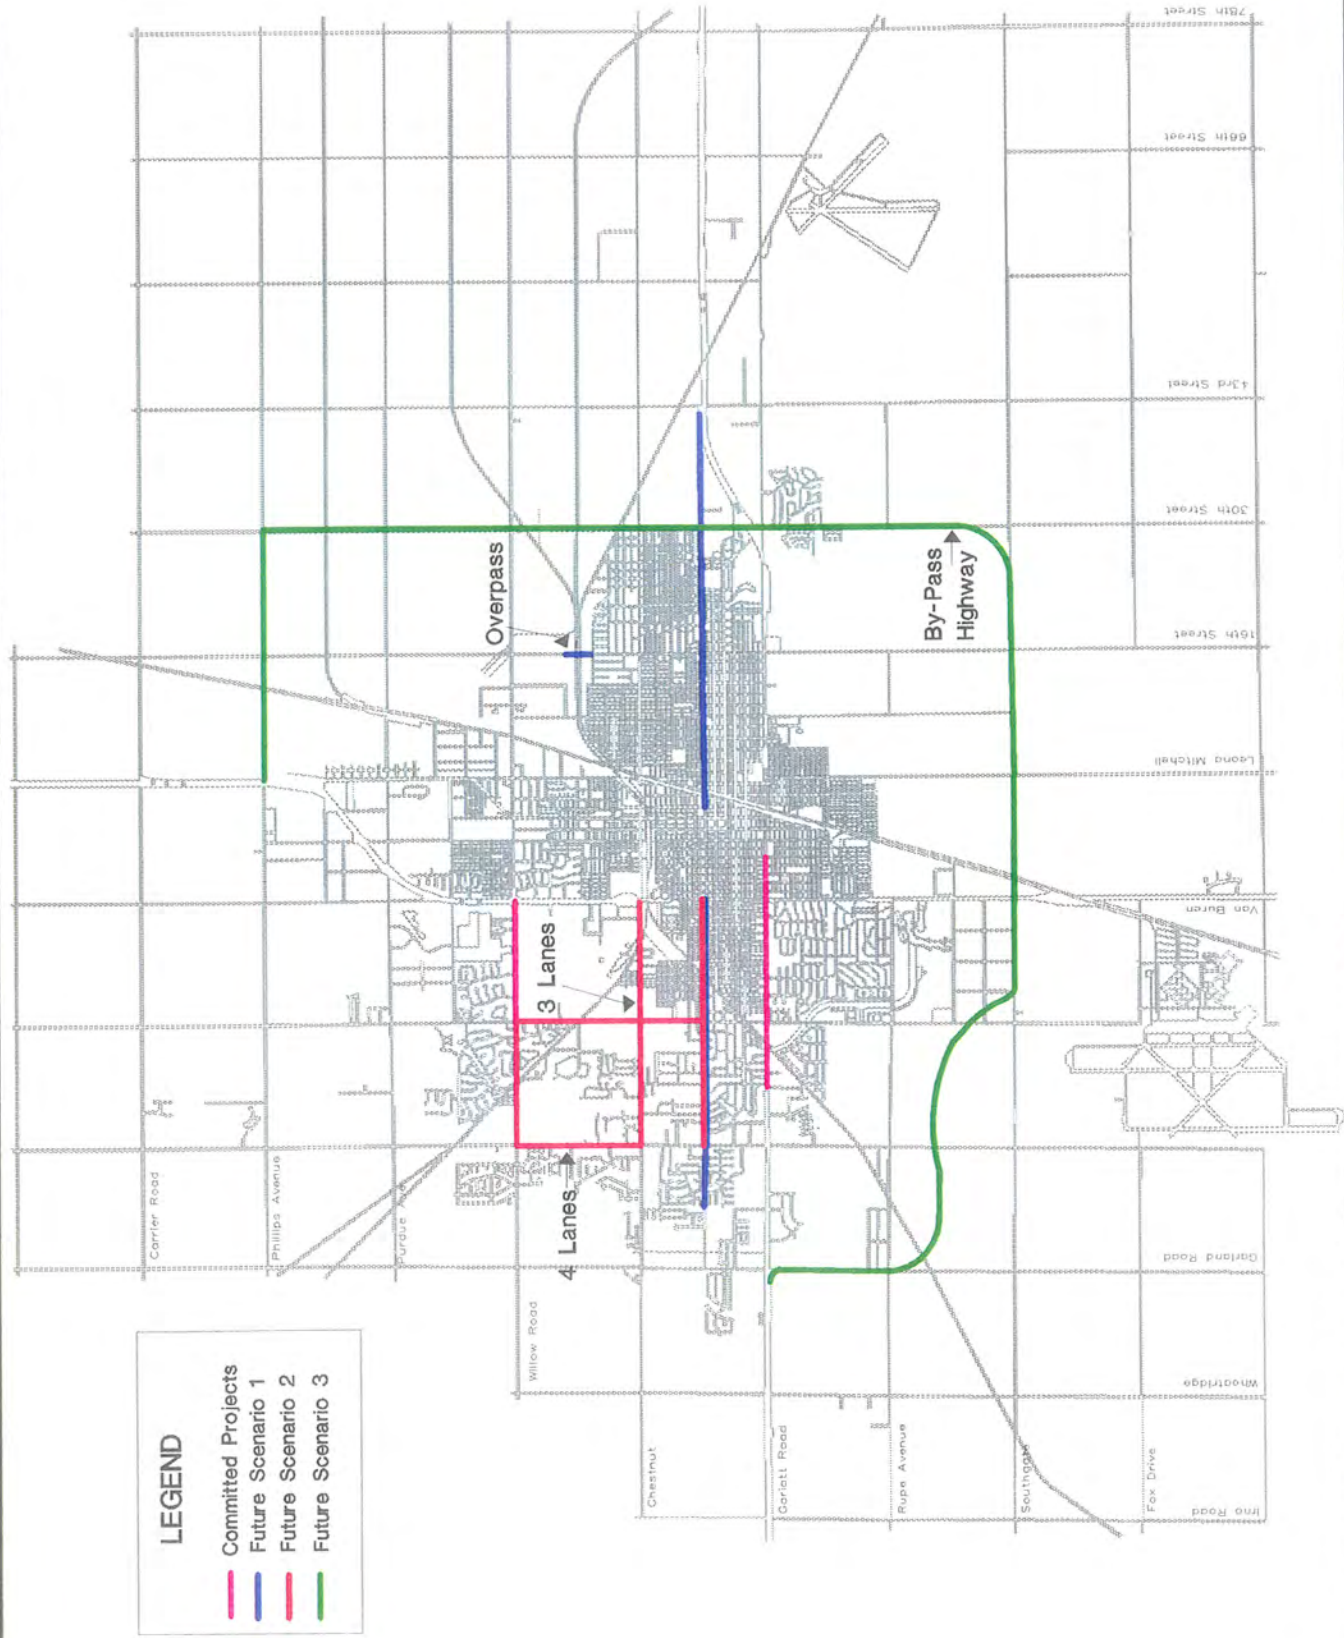 LEGEND
Committed Projects
Future Scenario 1
Future Scenario 2
Future Scenario 3
Carrier Road
Phillips Avenue
Purdue Ave
Willow Road
Chestnut
Garland Road
Wheatridge
Imo Road
Garriott Road
Rupe Avenue
Southgate
Fox Drive
Van Buren
Leona Mitchell
16th Street
30th Street
43rd Street
66th Street
78th Street
4 Lanes
3 Lanes
Overpass
By-Pass
Highway